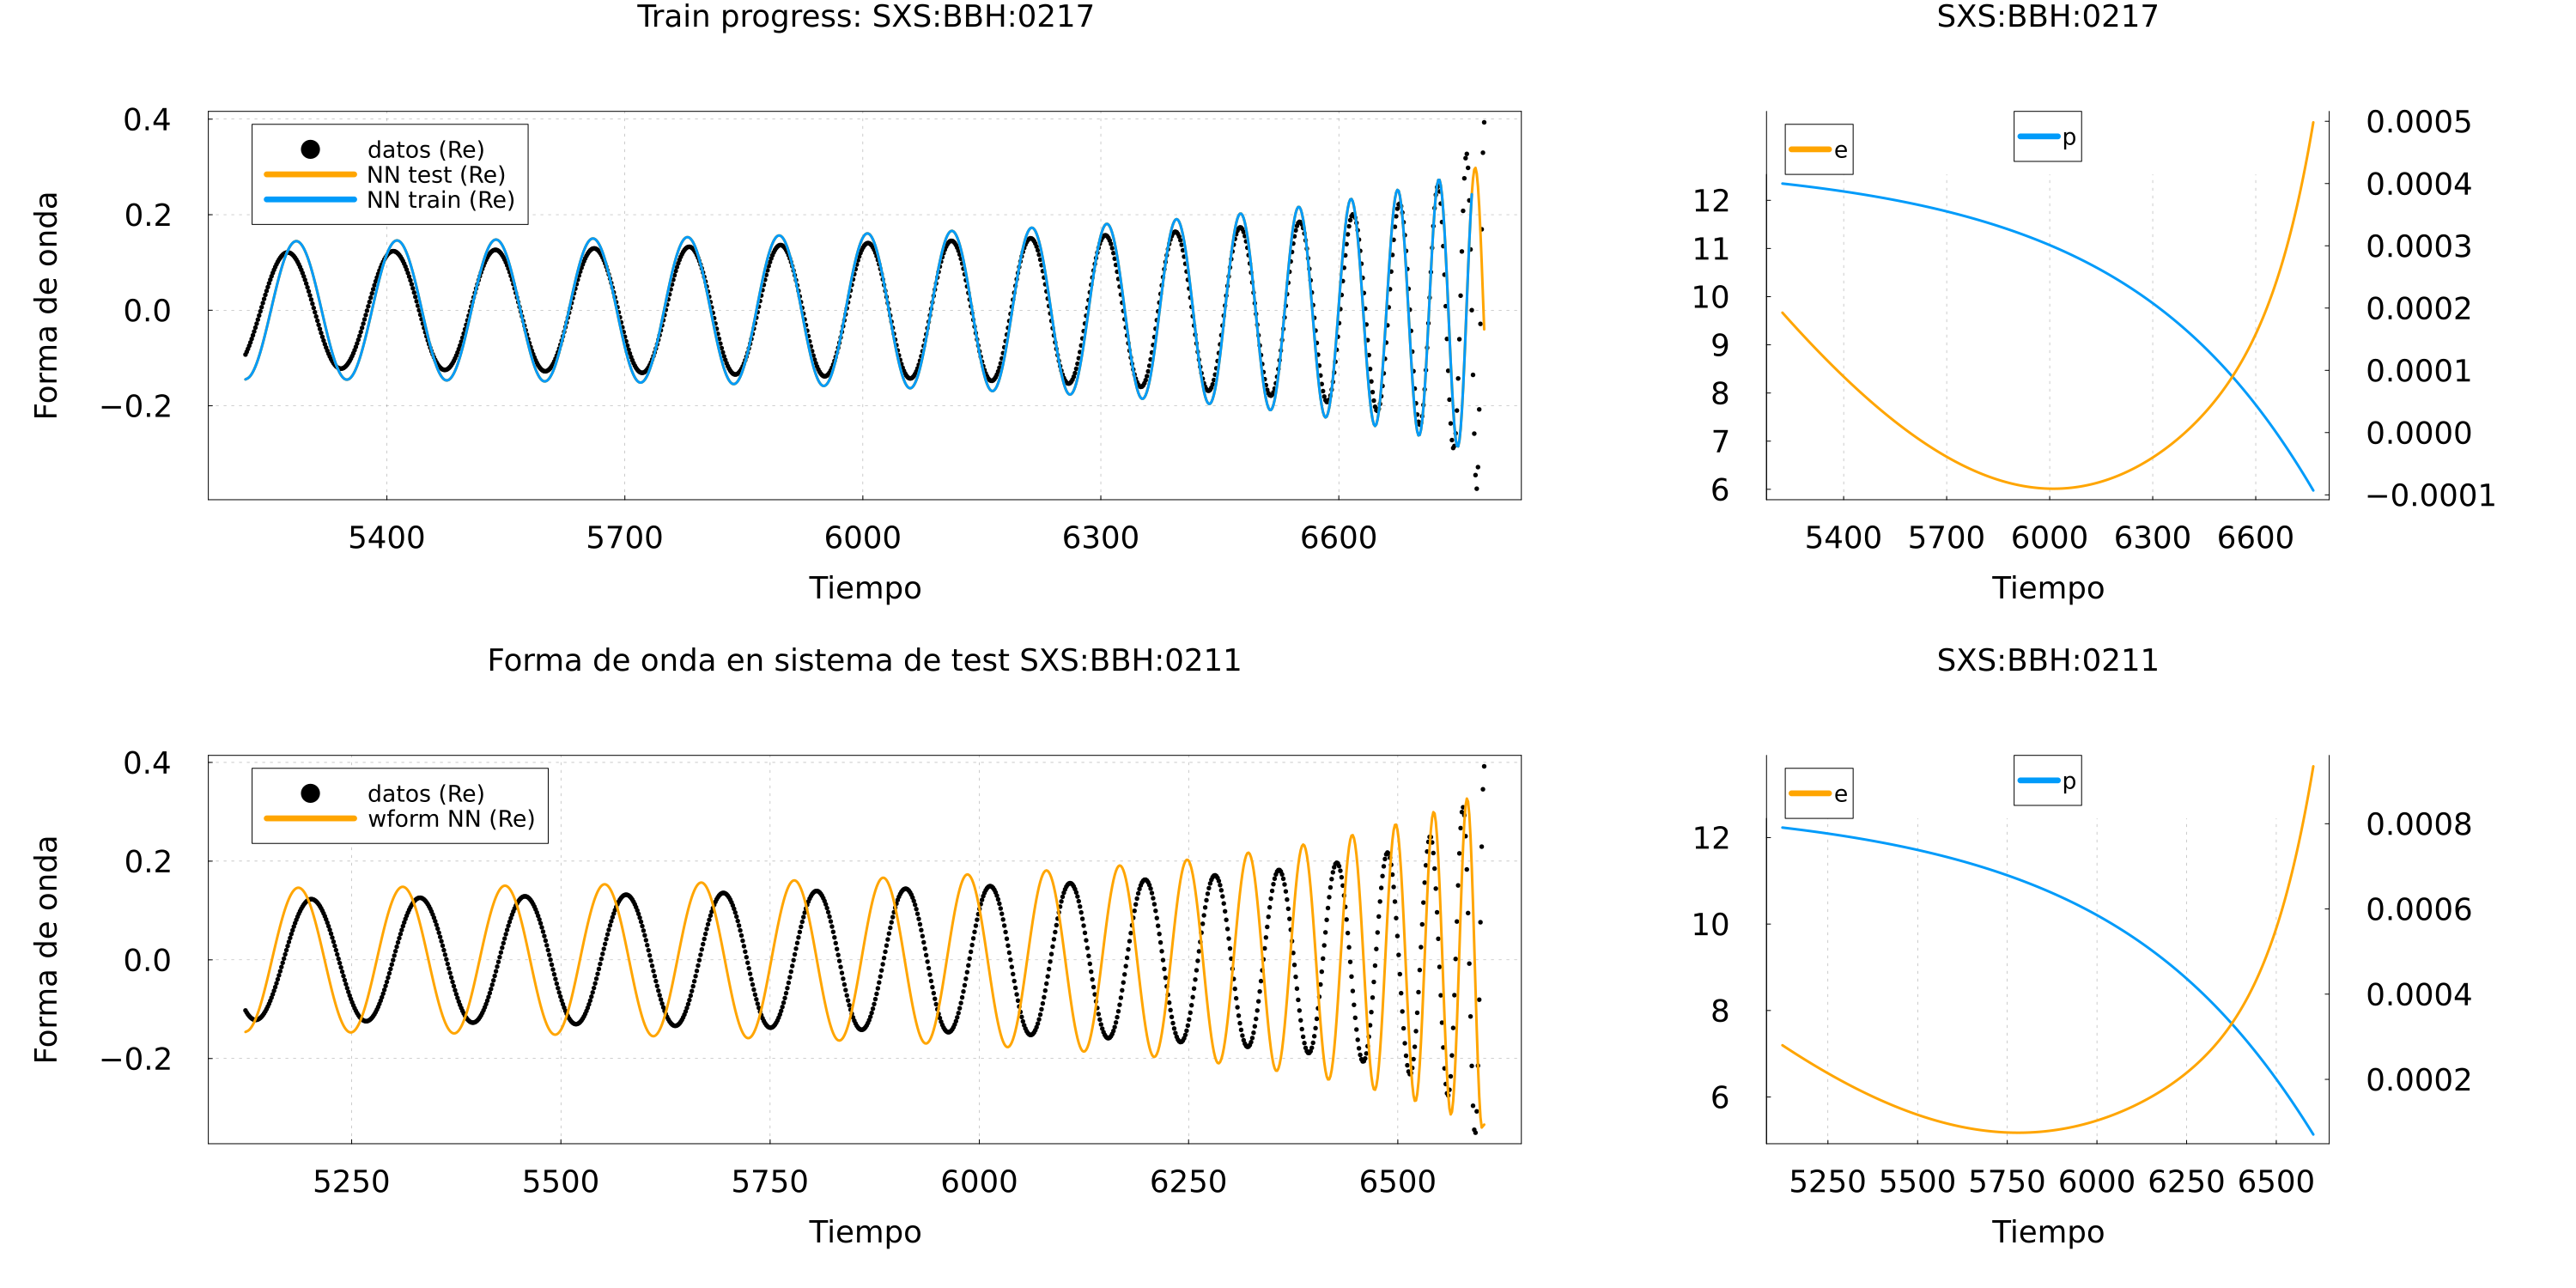 Train progress: SXS:BBH:0217
datos (Re)
NN test (Re)
NN train (Re)
0.4
0.2
0.0
−0.2
Forma de onda
5400 5700 6000 6300 6600
Tiempo
SXS:BBH:0217
e
p
12
11
10
9
8
7
6
0.0005
0.0004
0.0003
0.0002
0.0001
0.0000
−0.0001
5400 5700 6000 6300 6600
Tiempo
Forma de onda en sistema de test SXS:BBH:0211
datos (Re)
wform NN (Re)
0.4
0.2
0.0
−0.2
Forma de onda
5250 5500 5750 6000 6250 6500
Tiempo
SXS:BBH:0211
e
p
12
10
8
6
0.0008
0.0006
0.0004
0.0002
5250 5500 5750 6000 6250 6500
Tiempo